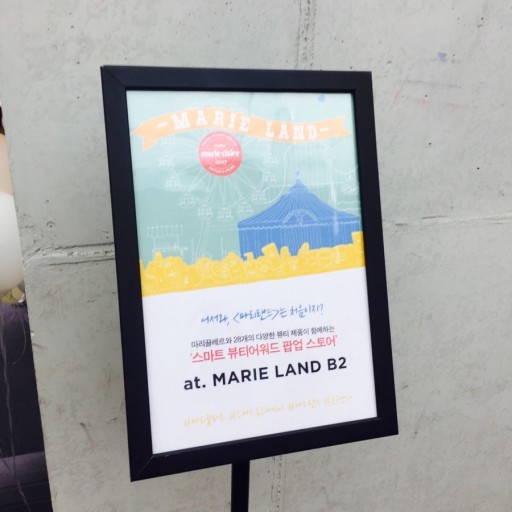 -MARIE LAND-
marie claire
어서와, <마리랜드>는 처음이지?
마리끌레르와 28개의 다양한 뷰티 제품이 함께하는
'스마트 뷰티어워드 팝업 스토어'
at. MARIE LAND B2